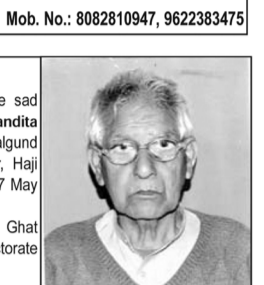 Mob. No.: 8082810947, 9622383475
e sad
andita
algund
, Haji
7 May
Ghat
torate